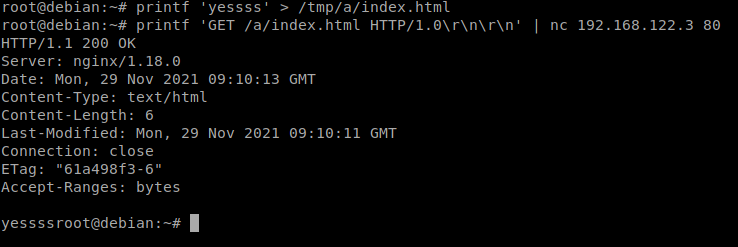 root@debian:~# printf 'yessss' > /tmp/a/index.html
root@debian:~# printf 'GET /a/index.html HTTP/1.0\r\n\r\n' | nc 192.168.122.3 80
HTTP/1.1 200 OK
Server: nginx/1.18.0
Date: Mon, 29 Nov 2021 09:10:13 GMT
Content-Type: text/html
Content-Length: 6
Last-Modified: Mon, 29 Nov 2021 09:10:11 GMT
Connection: close
ETag: "61a498f3-6"
Accept-Ranges: bytes

yessssroot@debian:~#